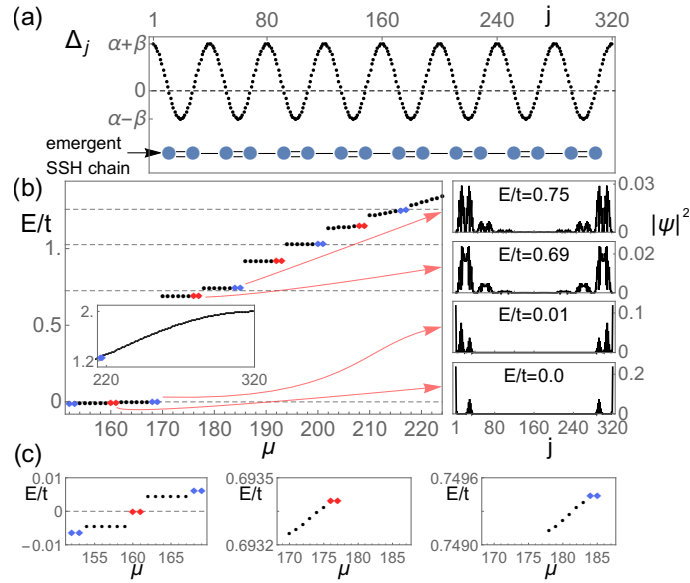 (a)
1 80 160 240 j 320
Δj
α+β
0
α−β
emergent
SSH chain
(b)
E/t
1.
0.5
0
2.
1.2
220 320
160 170 180 190 200 210 220
μ
E/t=0.75
0.03
0
|ψ|²
E/t=0.69
0.02
0
E/t=0.01
0.1
0
E/t=0.0
0.2
0
1 80 160 240 320
j
(c)
0.01
E/t
0
−0.01
155 160 165
μ
0.6935
E/t
0.6932
170 175 180 185
μ
0.7496
E/t
0.7490
170 175 180 185
μ